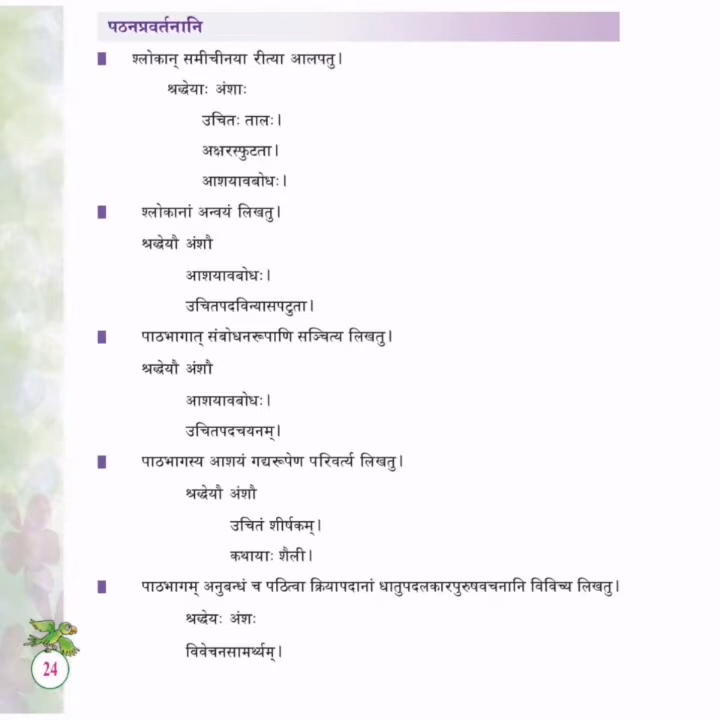 पठनप्रवर्तनानि
श्लोकान् समीचीनया रीत्या आलपतु।
श्रद्धेयाः अंशाः
उचितः तालः।
अक्षरस्फुटता।
आशयावबोधः।
श्लोकानां अन्वयं लिखतु।
श्रद्धेयौ अंशौ
आशयावबोधः।
उचितपदविन्यासपटुता।
पाठभागात् संबोधनरूपाणि सञ्चित्य लिखतु।
श्रद्धेयौ अंशौ
आशयावबोधः।
उचितपदचयनम्।
पाठभागस्य आशयं गद्यरूपेण परिवर्त्य लिखतु।
श्रद्धेयौ अंशौ
उचितं शीर्षकम्।
कथायाः शैली।
पाठभागम् अनुबन्धं च पठित्वा क्रियापदानां धातुपदलकारपुरुषवचनानि विविच्य लिखतु।
श्रद्धेयः अंशः
विवेचनसामर्थ्यम्।
24